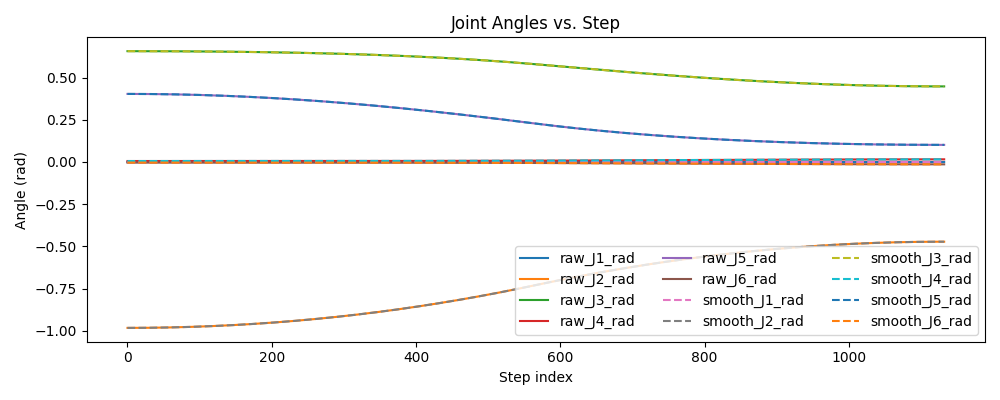 Joint Angles vs. Step
Angle (rad)
0.50
0.25
0.00
−0.25
−0.50
−0.75
−1.00
raw_J1_rad
raw_J2_rad
raw_J3_rad
raw_J4_rad
raw_J5_rad
raw_J6_rad
smooth_J1_rad
smooth_J2_rad
smooth_J3_rad
smooth_J4_rad
smooth_J5_rad
smooth_J6_rad
0 200 400 600 800 1000
Step index